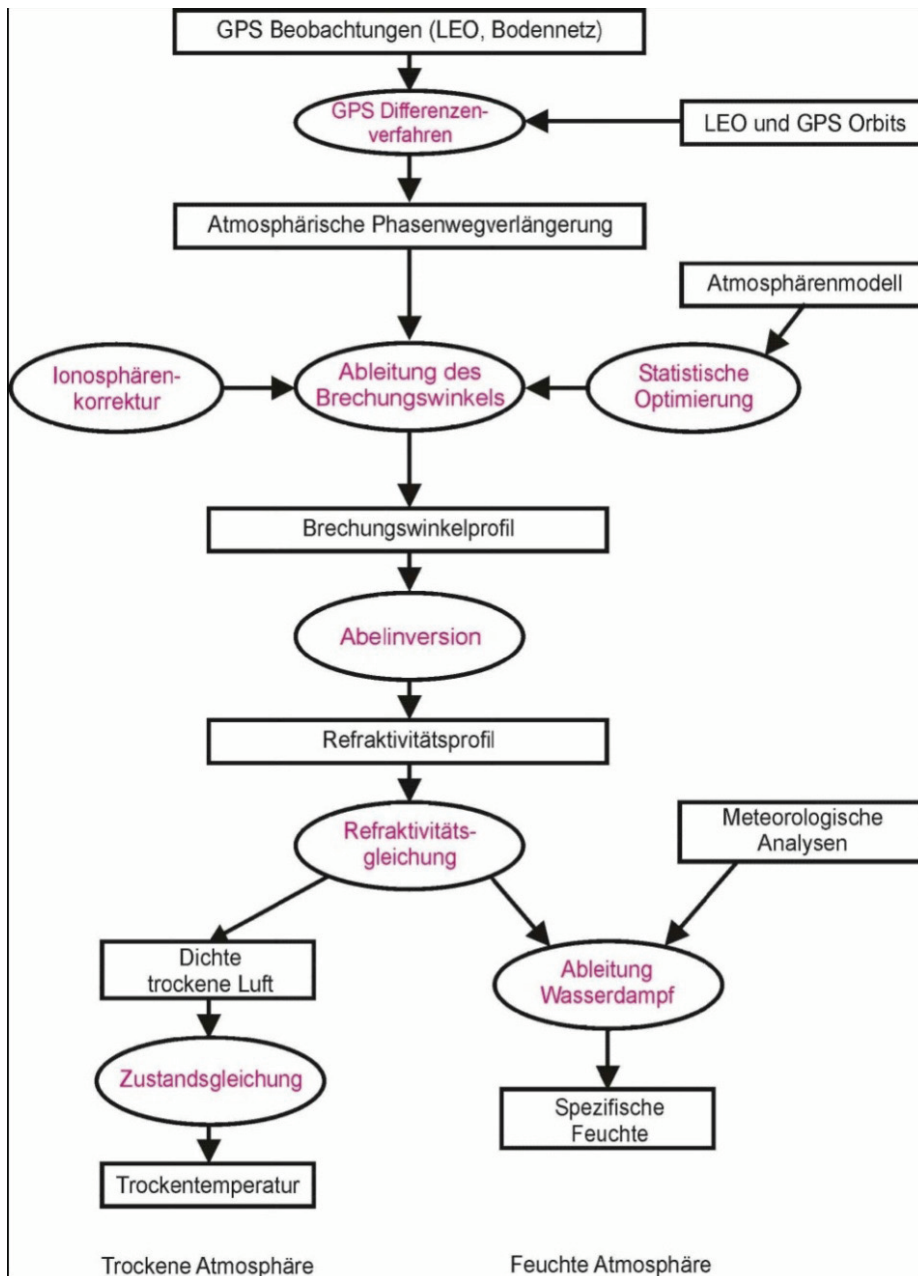 GPS Beobachtungen (LEO, Bodennetz)
GPS Differenzen-
verfahren
LEO und GPS Orbits
Atmosphärische Phasenwegverlängerung
Atmosphärenmodell
Ionosphären-
korrektur
Ableitung des
Brechungswinkels
Statistische
Optimierung
Brechungswinkelprofil
Abelinversion
Refraktivitätsprofil
Refraktivitäts-
gleichung
Meteorologische
Analysen
Dichte
trockene Luft
Ableitung
Wasserdampf
Zustandsgleichung
Spezifische
Feuchte
Trockentemperatur
Trockene Atmosphäre
Feuchte Atmosphäre